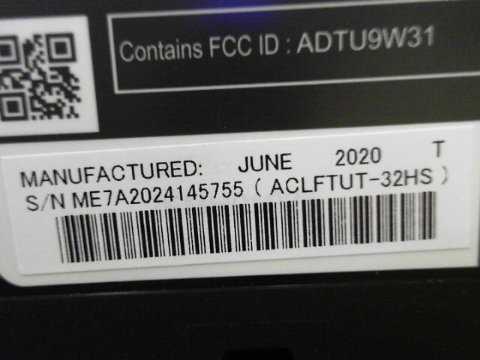 Contains FCC ID : ADTU9W31
MANUFACTURED: JUNE 2020 T
S/N ME7A2024145755 ( ACLFTUT-32HS )